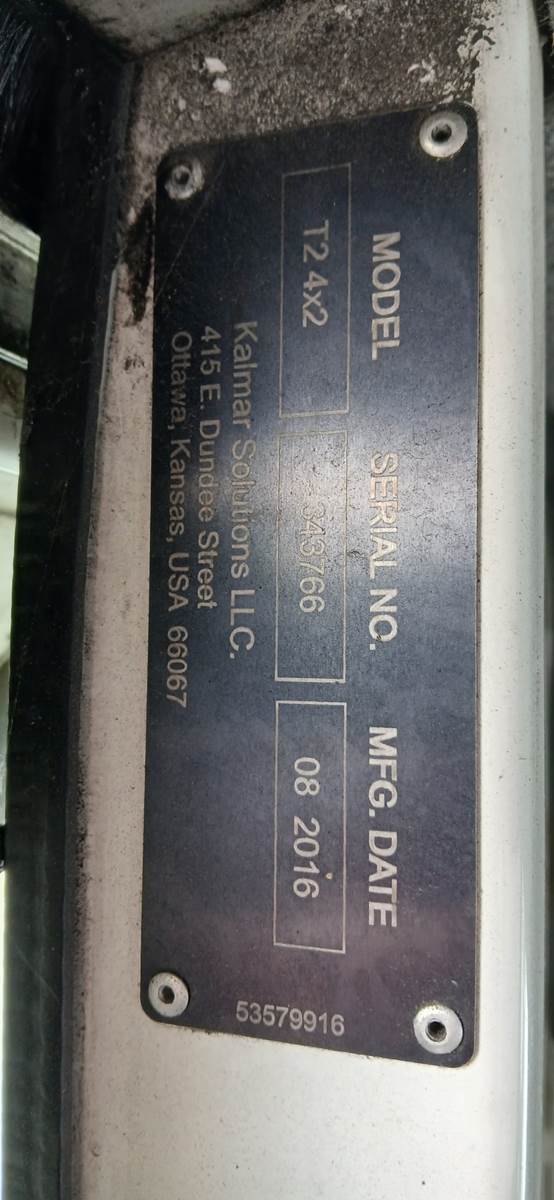 MODEL SERIAL NO. MFG. DATE
T2 4x2 343766 08 2016
Kalmar Solutions LLC.
415 E. Dundee Street
Ottawa, Kansas, USA 66067
53579916